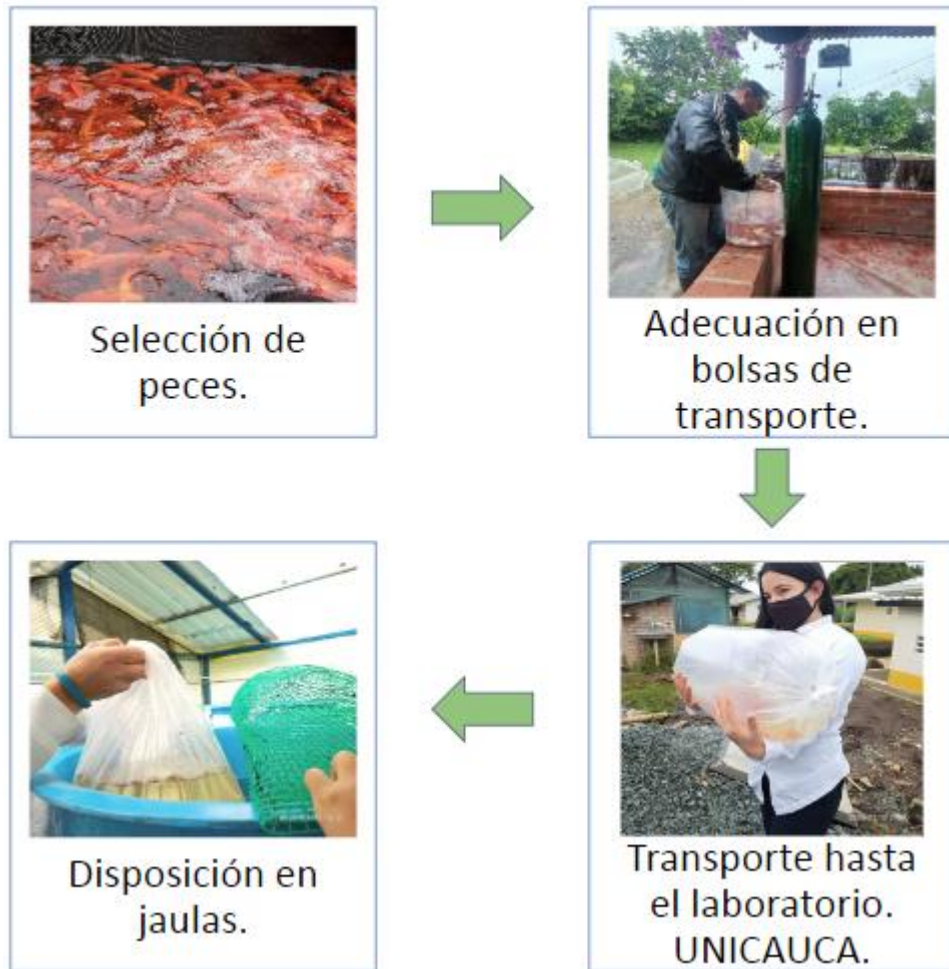 Selección de
peces.
Adecuación en
bolsas de
transporte.
Transporte hasta
el laboratorio.
UNICAUCA.
Disposición en
jaulas.